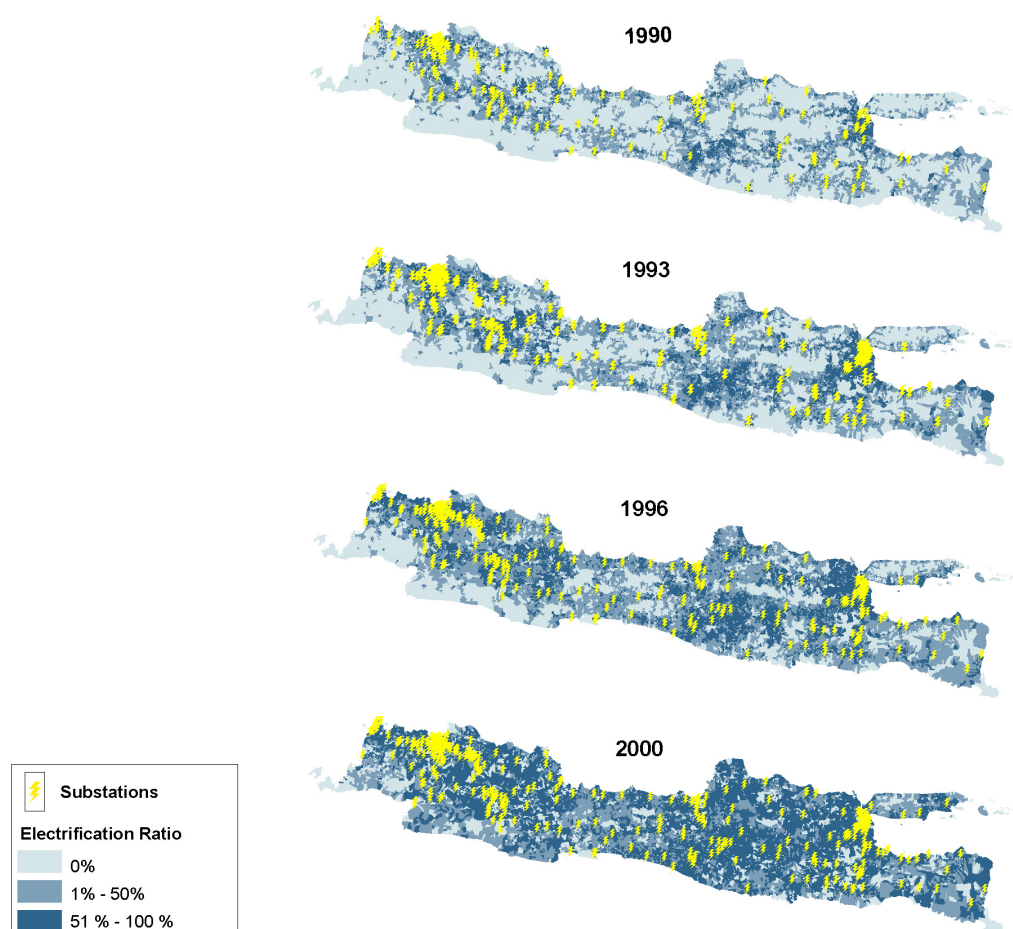 1990
1993
1996
2000
Substations
Electrification Ratio
0%
1% - 50%
51 % - 100 %